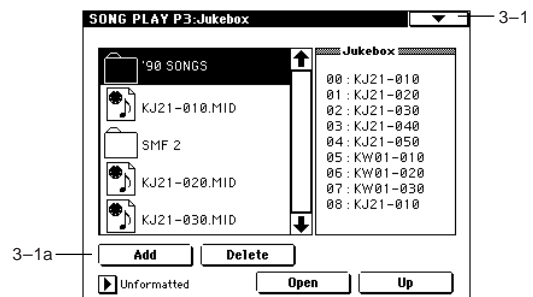 SONG PLAY P3:Jukebox
3–1
'90 SONGS
KJ21-010.MID
SMF 2
KJ21-020.MID
KJ21-030.MID
Jukebox
00 : KJ21-010
01 : KJ21-020
02 : KJ21-030
03 : KJ21-040
04 : KJ21-050
05 : KW01-010
06 : KW01-020
07 : KW01-030
08 : KJ21-010
3–1a
Add Delete
Unformatted Open Up